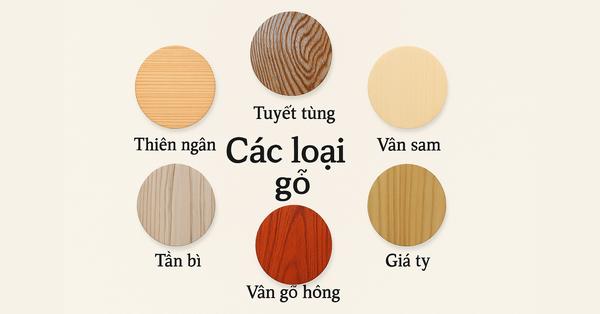 Tuyết tùng
Thiên ngân
Các loại
gỗ
Vân sam
Tần bì
Giá ty
Vân gỗ hông